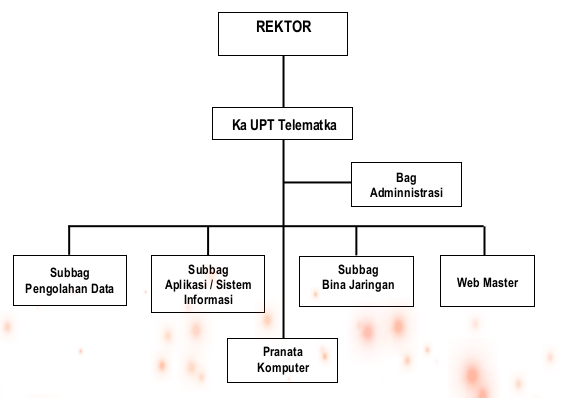 REKTOR
Ka UPT Telematka
Bag
Adminnistrasi
Subbag
Pengolahan Data
Subbag
Aplikasi / Sistem
Informasi
Subbag
Bina Jaringan
Web Master
Pranata
Komputer